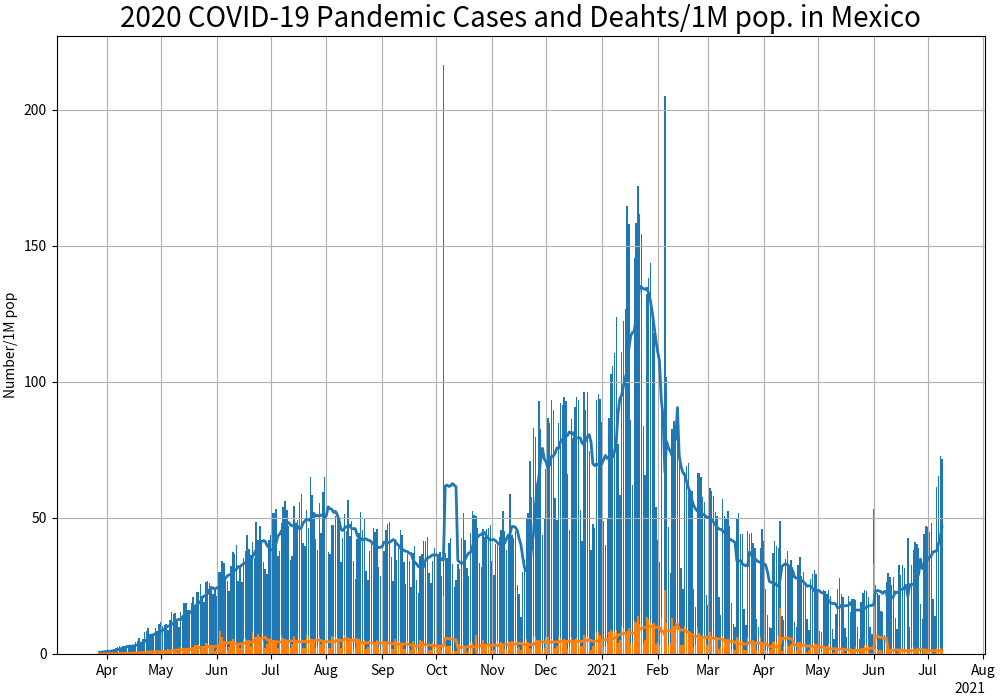 2020 COVID-19 Pandemic Cases and Deahts/1M pop. in Mexico
Number/1M pop
200
150
100
50
0
Apr May Jun Jul Aug Sep Oct Nov Dec 2021 Feb Mar Apr May Jun Jul Aug
2021